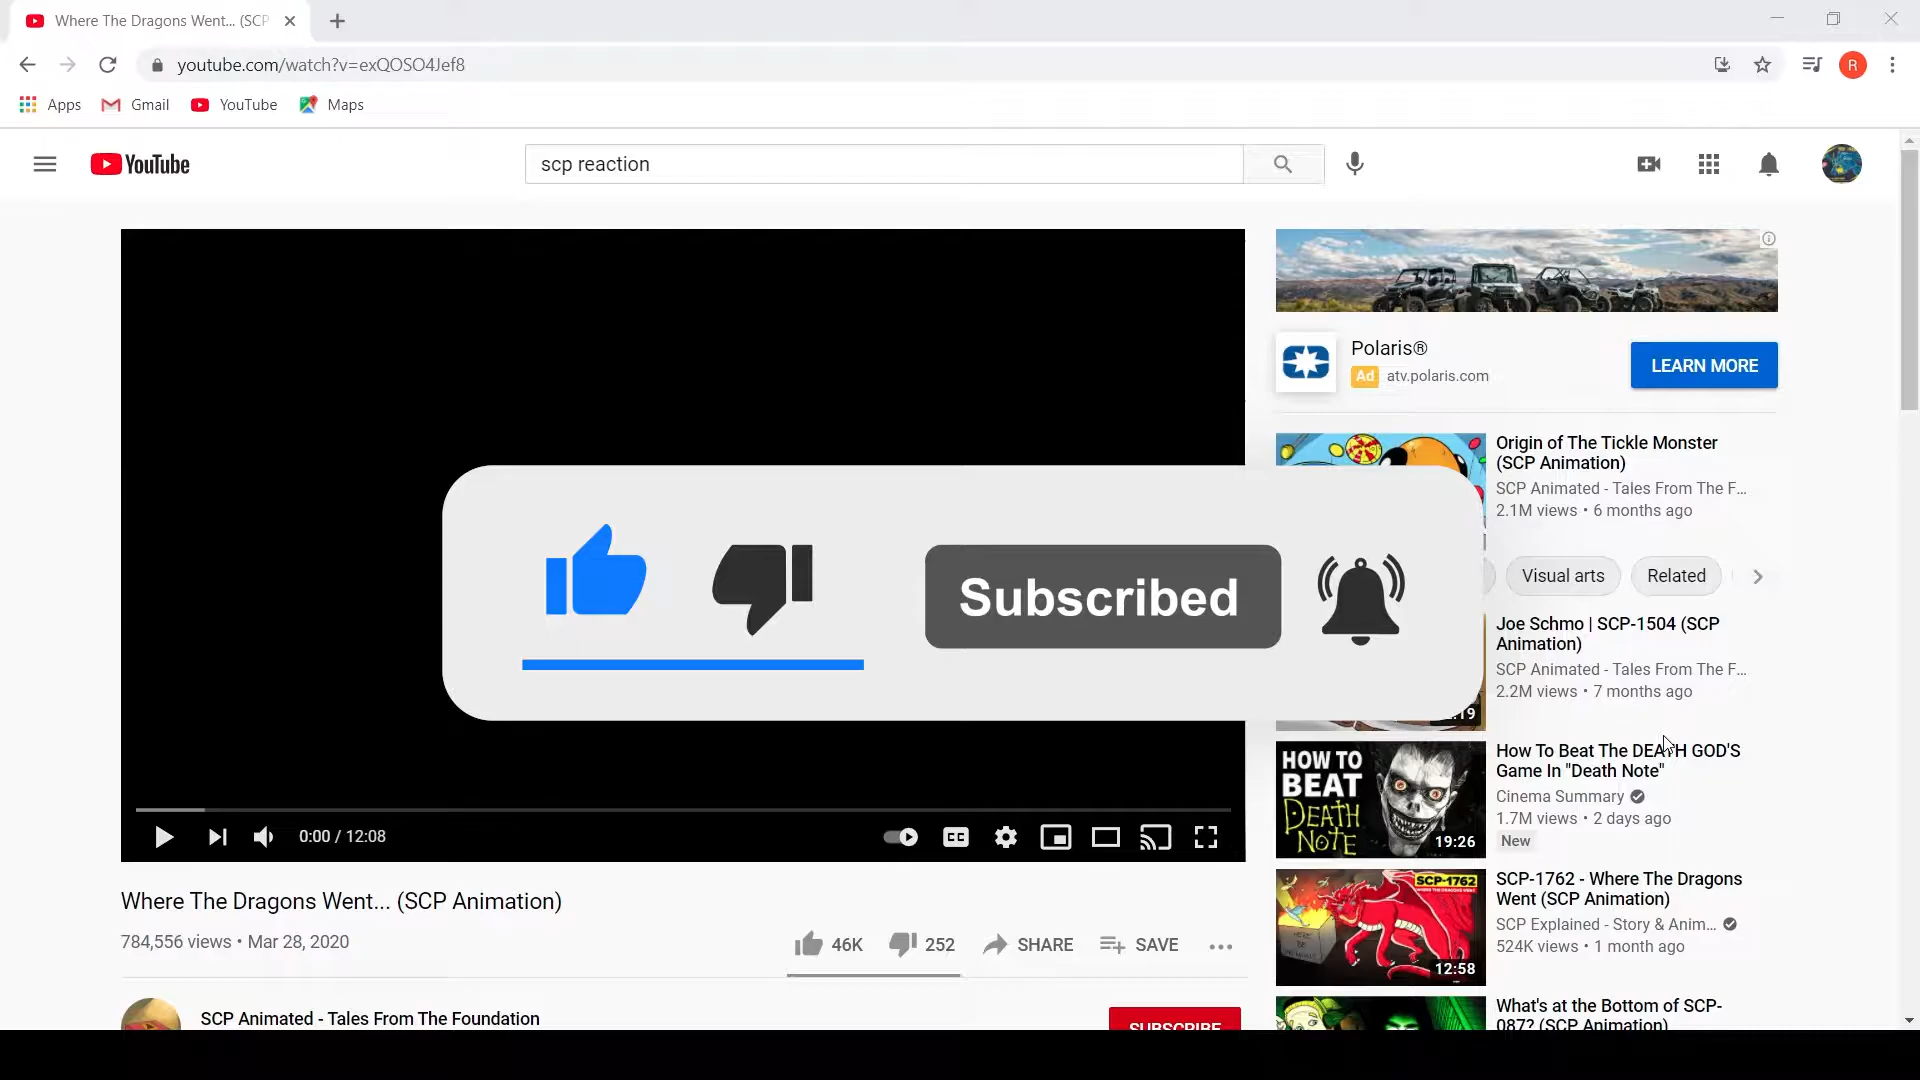 Where The Dragons Went... (SCP
youtube.com/watch?v=exQOSO4Jef8
R
Apps
Gmail
YouTube
Maps
YouTube
scp reaction
Polaris®
Ad atv.polaris.com
LEARN MORE
Origin of The Tickle Monster
(SCP Animation)
SCP Animated - Tales From The F...
2.1M views • 6 months ago
Subscribed
Visual arts
Related
Joe Schmo | SCP-1504 (SCP
Animation)
SCP Animated - Tales From The F...
2.2M views • 7 months ago
:19
HOW TO
BEAT
DEATH
NOTE
19:26
How To Beat The DEATH GOD'S
Game In "Death Note"
Cinema Summary
1.7M views • 2 days ago
New
0:00 / 12:08
CC
Where The Dragons Went... (SCP Animation)
784,556 views • Mar 28, 2020
46K
252
SHARE
SAVE
SCP-1762
12:58
SCP-1762 - Where The Dragons
Went (SCP Animation)
SCP Explained - Story & Anim...
524K views • 1 month ago
SCP Animated - Tales From The Foundation
SUBSCRIBE
What's at the Bottom of SCP-
087? (SCP Animation)